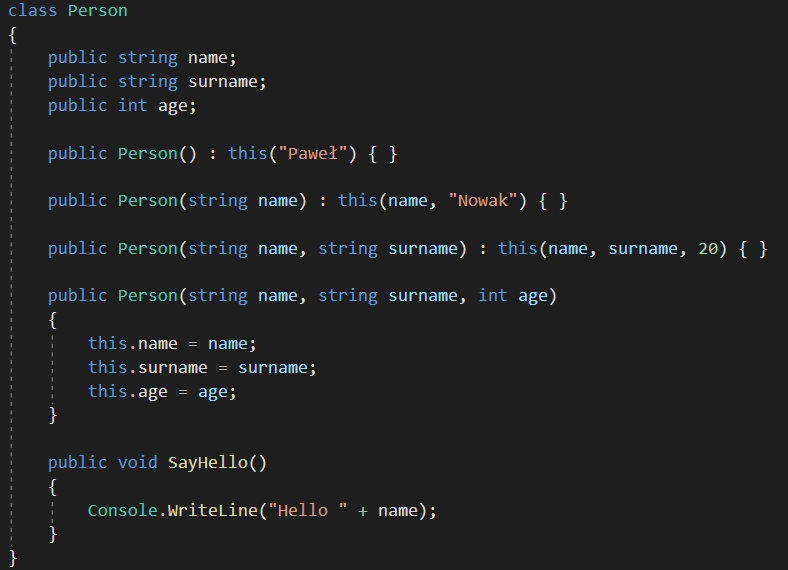 class Person
{
    public string name;
    public string surname;
    public int age;

    public Person() : this("Paweł") { }

    public Person(string name) : this(name, "Nowak") { }

    public Person(string name, string surname) : this(name, surname, 20) { }

    public Person(string name, string surname, int age)
    {
        this.name = name;
        this.surname = surname;
        this.age = age;
    }

    public void SayHello()
    {
        Console.WriteLine("Hello " + name);
    }
}